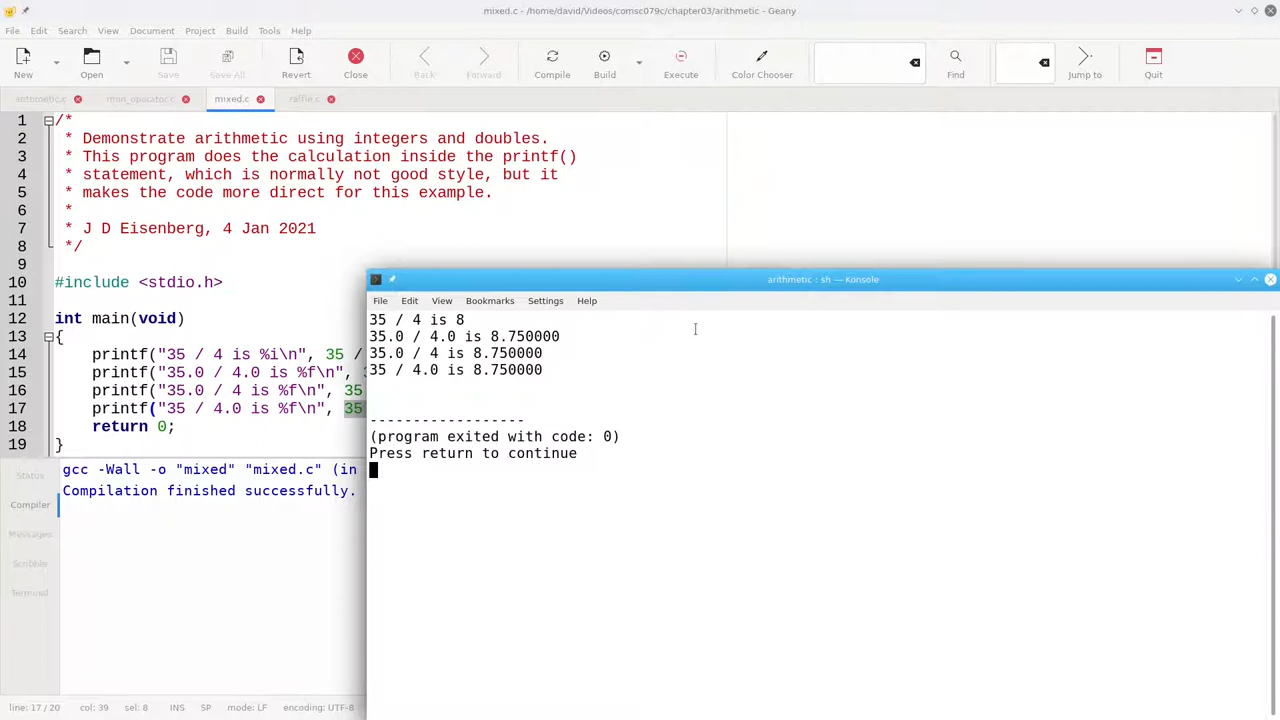 mixed.c - /home/david/Videos/comsc079c/chapter03/arithmetic - Geany
File Edit Search View Document Project Build Tools Help
New Open Save Save All Revert Close Back Forward Compile Build Execute Color Chooser Find Jump to Quit
arithmetic.c mixed.c raffle.c
1 /*
2 * Demonstrate arithmetic using integers and doubles.
3 * This program does the calculation inside the printf()
4 * statement, which is normally not good style, but it
5 * makes the code more direct for this example.
6 *
7 * J D Eisenberg, 4 Jan 2021
8 */
9
10 #include <stdio.h>
11
12 int main(void)
13 {
14 printf("35 / 4 is %i\n", 35 /
15 printf("35.0 / 4.0 is %f\n",
16 printf("35.0 / 4 is %f\n", 35
17 printf("35 / 4.0 is %f\n", 35
18 return 0;
19 }
arithmetic : sh — Konsole
File Edit View Bookmarks Settings Help
35 / 4 is 8
35.0 / 4.0 is 8.750000
35.0 / 4 is 8.750000
35 / 4.0 is 8.750000
------------------
(program exited with code: 0)
Press return to continue
Status
Compiler
Messages
Scribble
Terminal
gcc -Wall -o "mixed" "mixed.c" (in
Compilation finished successfully.
line: 17 / 20 col: 39 sel: 8 INS SP mode: LF encoding: UTF-8